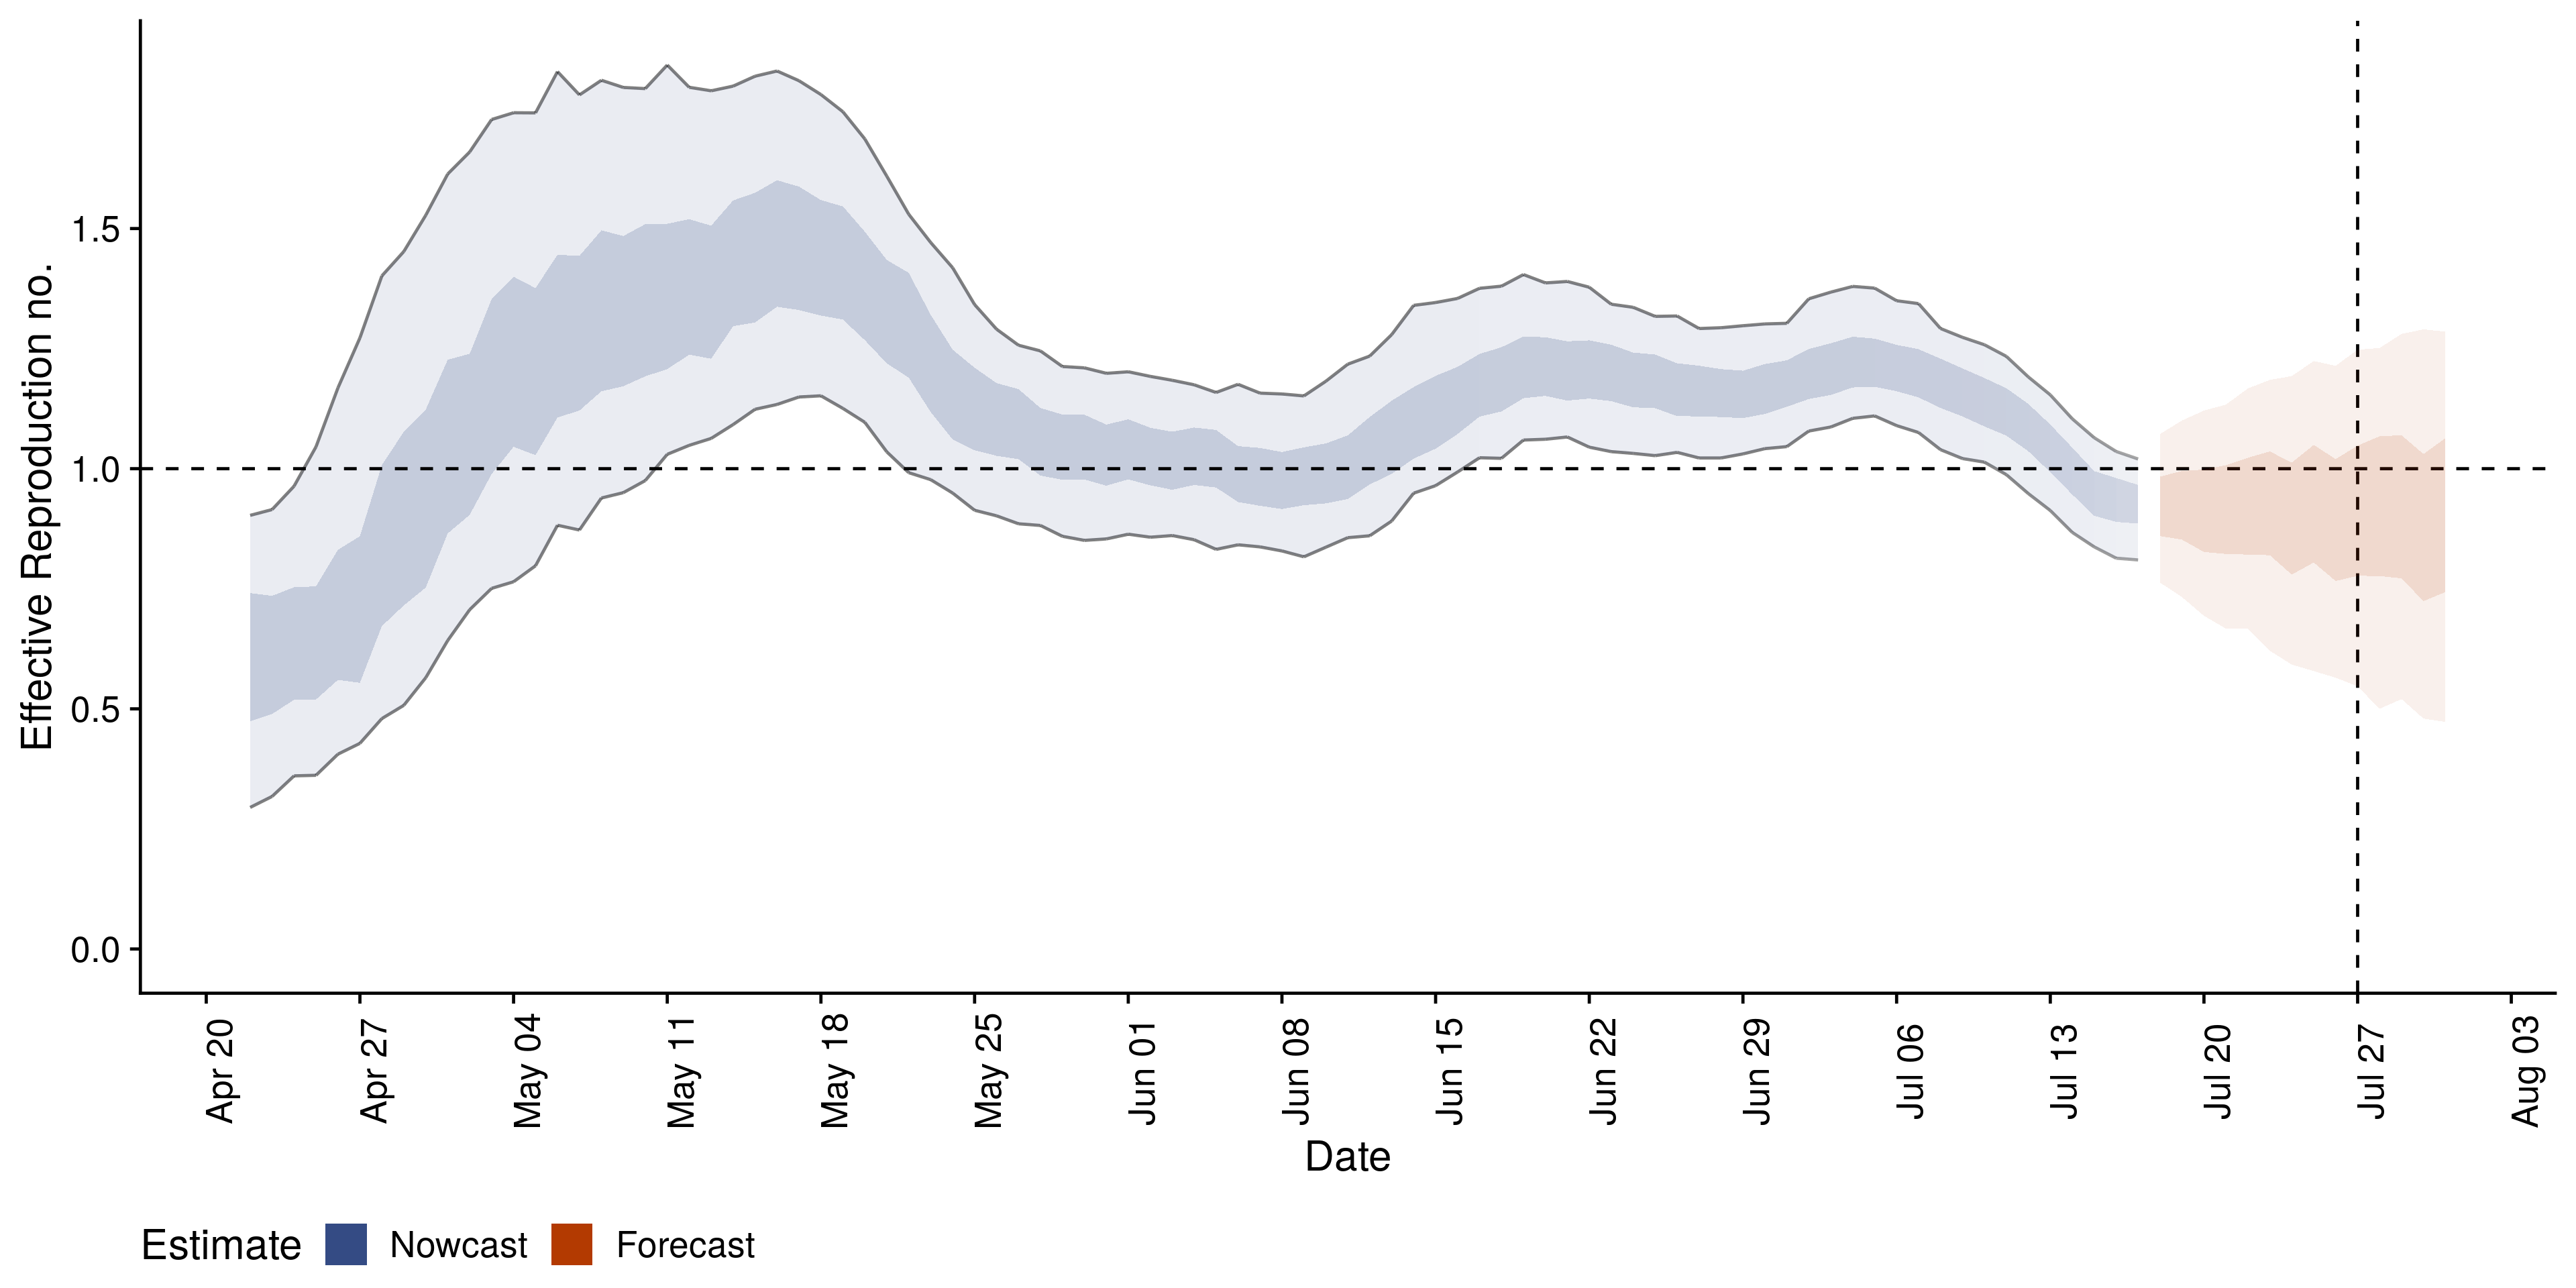 Effective Reproduction no.
1.5
1.0
0.5
0.0
Apr 20
Apr 27
May 04
May 11
May 18
May 25
Jun 01
Jun 08
Jun 15
Jun 22
Jun 29
Jul 06
Jul 13
Jul 20
Jul 27
Aug 03
Date
Estimate Nowcast Forecast